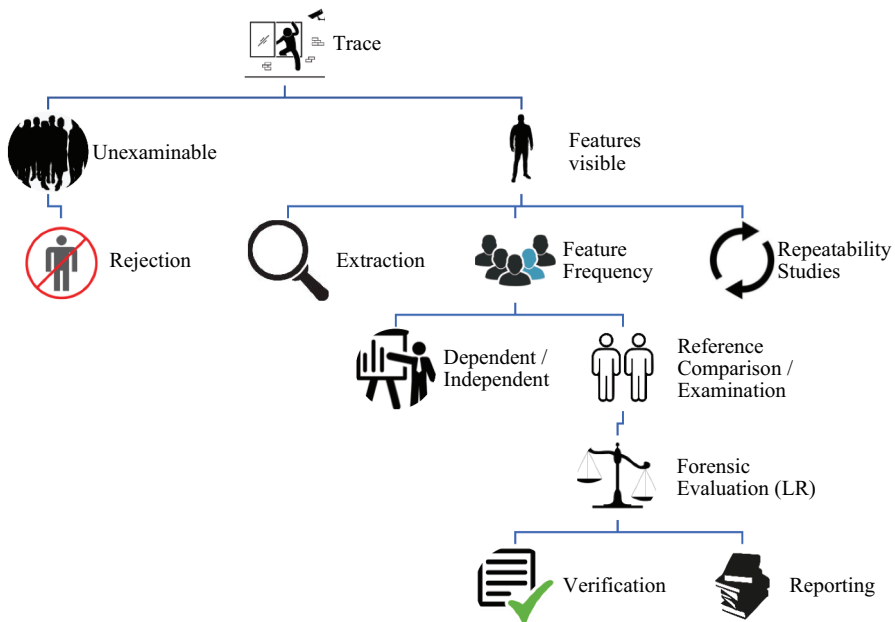 Trace
Unexaminable
Features
visible
Rejection
Extraction
Feature
Frequency
Repeatability
Studies
Dependent /
Independent
Reference
Comparison /
Examination
Forensic
Evaluation (LR)
Verification
Reporting